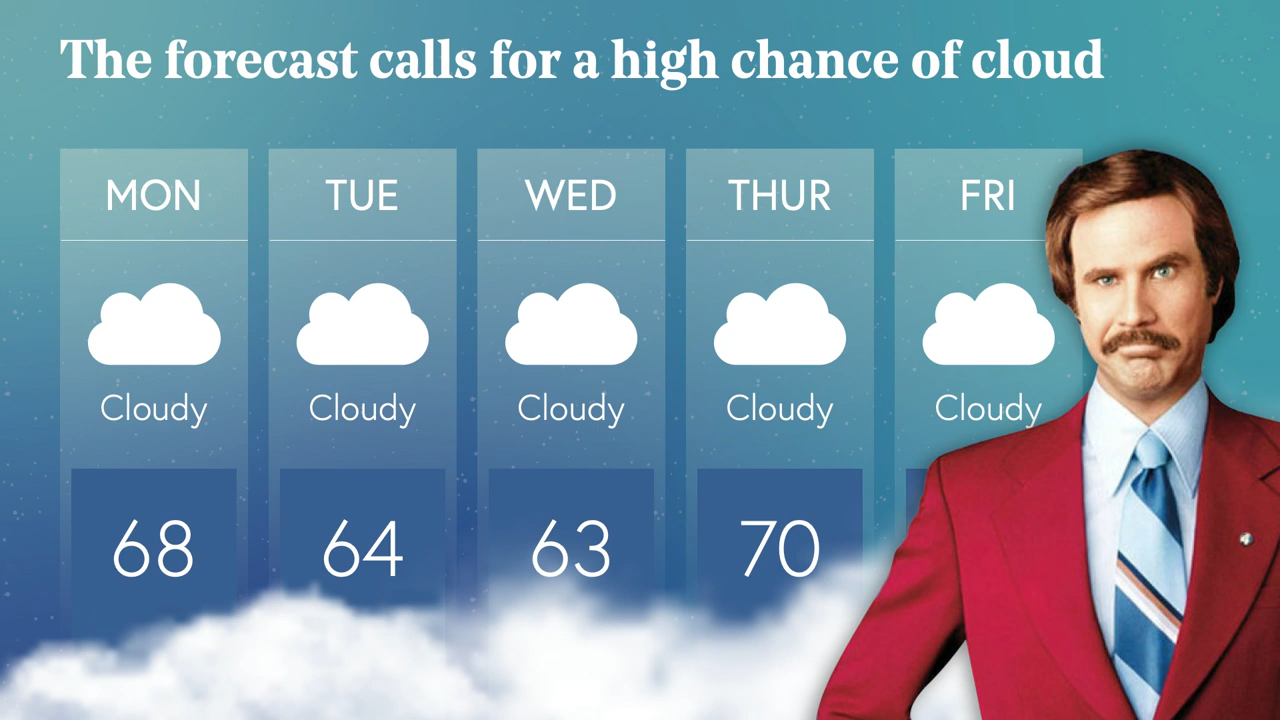 The forecast calls for a high chance of cloud
MON TUE WED THUR FRI
Cloudy Cloudy Cloudy Cloudy Cloudy
68 64 63 70